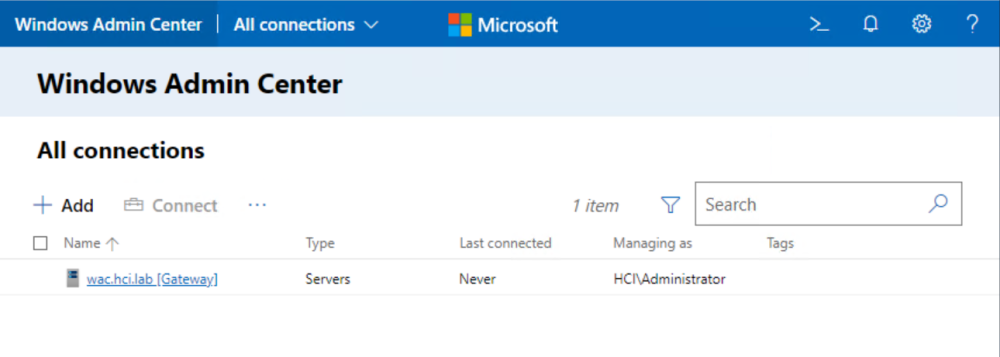 Windows Admin Center All connections Microsoft >_ ?
Windows Admin Center
All connections
Add Connect ... 1 item Search
Name Type Last connected Managing as Tags
wac.hci.lab [Gateway] Servers Never HCI\Administrator